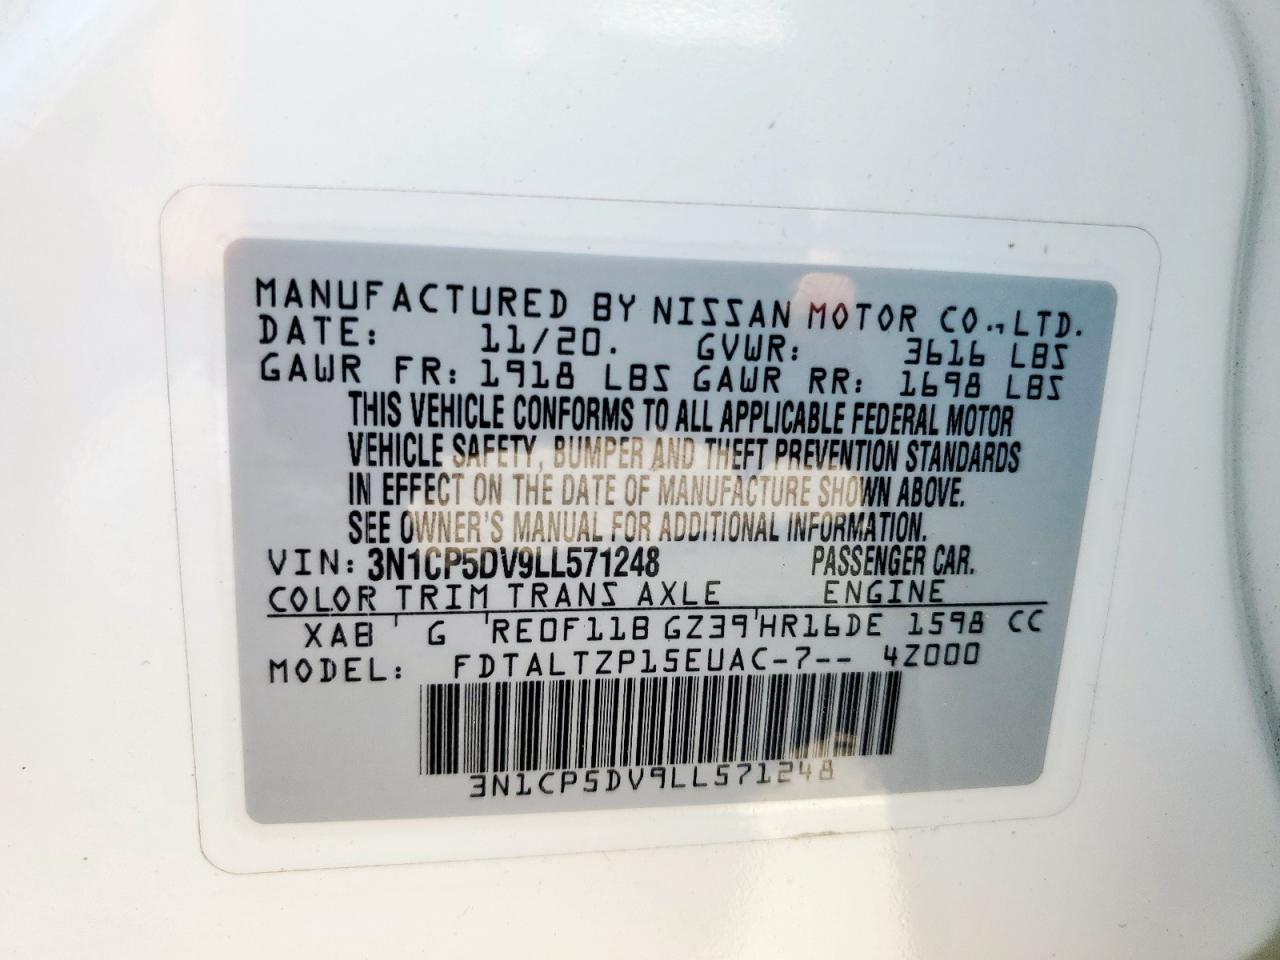 MANUFACTURED BY NISSAN MOTOR CO., LTD.
DATE: 11/20. GVWR: 3616 LBS
GAWR FR: 1918 LBS GAWR RR: 1698 LBS
THIS VEHICLE CONFORMS TO ALL APPLICABLE FEDERAL MOTOR
VEHICLE SAFETY, BUMPER AND THEFT PREVENTION STANDARDS
IN EFFECT ON THE DATE OF MANUFACTURE SHOWN ABOVE.
SEE OWNER'S MANUAL FOR ADDITIONAL INFORMATION.
VIN: 3N1CP5DV9LL571248 PASSENGER CAR.
COLOR TRIM TRANS AXLE ENGINE
XAB ' G 'RE0F11B GZ39'HR16DE 1598 CC
MODEL: FDTALTZP15EUAC-7-- 4Z000
3N1CP5DV9LL571248